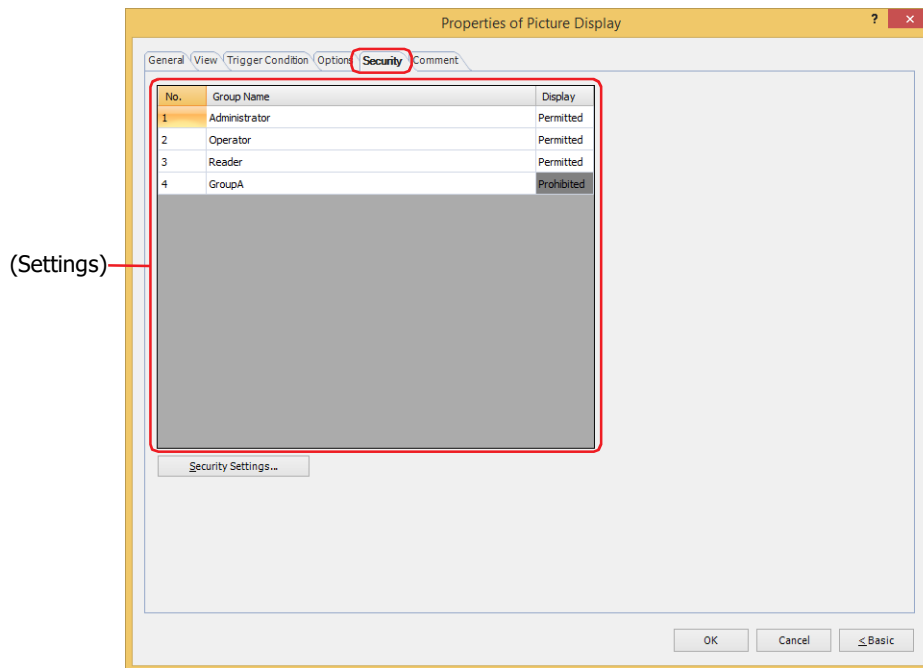 Properties of Picture Display
? ×
General View Trigger Condition Options Security Comment
No. Group Name Display
1 Administrator Permitted
2 Operator Permitted
3 Reader Permitted
4 GroupA Prohibited
(Settings)
Security Settings...
OK Cancel < Basic